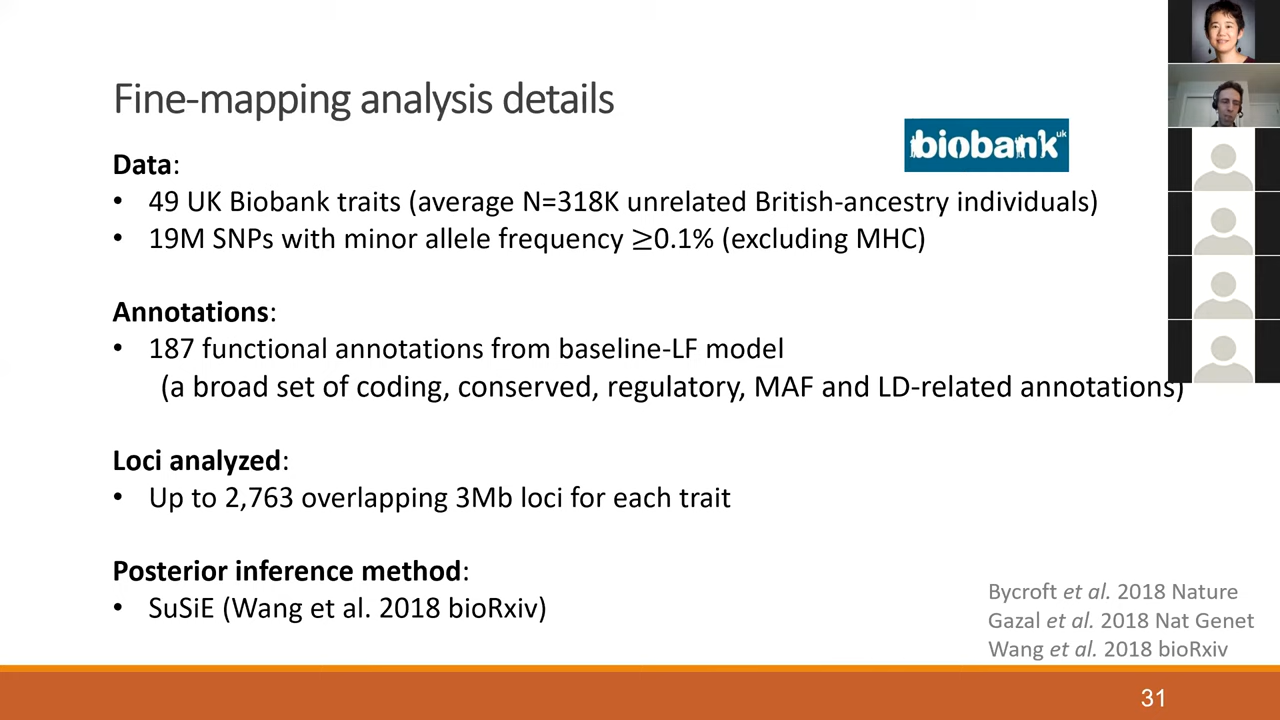 Fine-mapping analysis details
biobank uk
Data:
• 49 UK Biobank traits (average N=318K unrelated British-ancestry individuals)
• 19M SNPs with minor allele frequency ≥0.1% (excluding MHC)
Annotations:
• 187 functional annotations from baseline-LF model
(a broad set of coding, conserved, regulatory, MAF and LD-related annotations)
Loci analyzed:
• Up to 2,763 overlapping 3Mb loci for each trait
Posterior inference method:
• SuSiE (Wang et al. 2018 bioRxiv)
Bycroft et al. 2018 Nature
Gazal et al. 2018 Nat Genet
Wang et al. 2018 bioRxiv
31